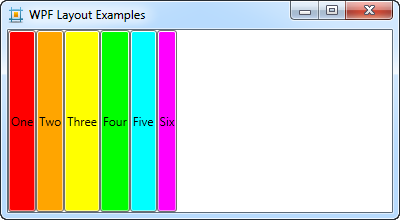 WPF Layout Examples
One Two Three Four Five Six